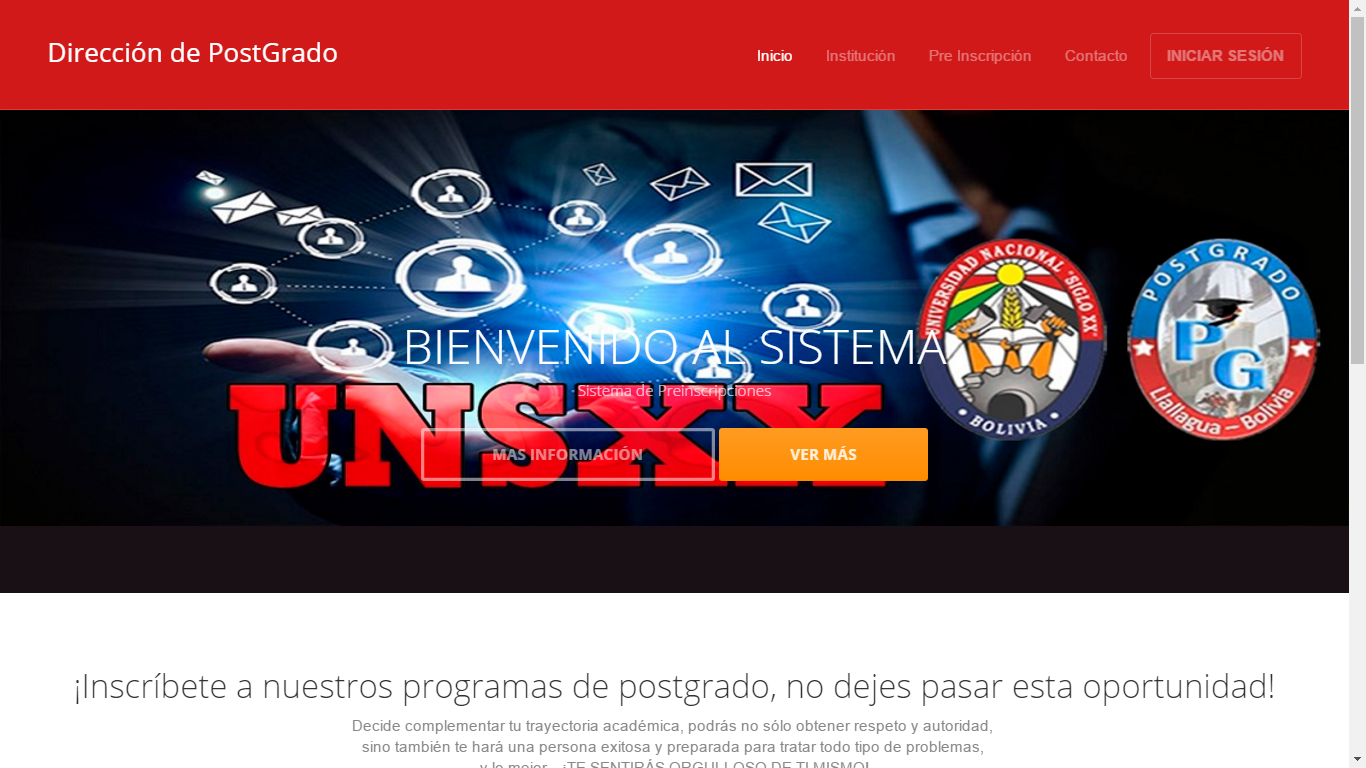 Dirección de PostGrado
Inicio
Institución
Pre Inscripción
Contacto
INICIAR SESIÓN
UNIVERSIDAD NACIONAL "SIGLO XX"
BOLIVIA
POSTGRADO
PG
Llallagua – Bolivia
BIENVENIDO AL SISTEMA
Sistema de Preinscripciones
UNSXX
MAS INFORMACIÓN
VER MÁS
¡Inscríbete a nuestros programas de postgrado, no dejes pasar esta oportunidad!
Decide complementar tu trayectoria académica, podrás no sólo obtener respeto y autoridad,
sino también te hará una persona exitosa y preparada para tratar todo tipo de problemas,
y lo mejor... ¡TE SENTIRÁS ORGULLOSO DE TI MISMO!